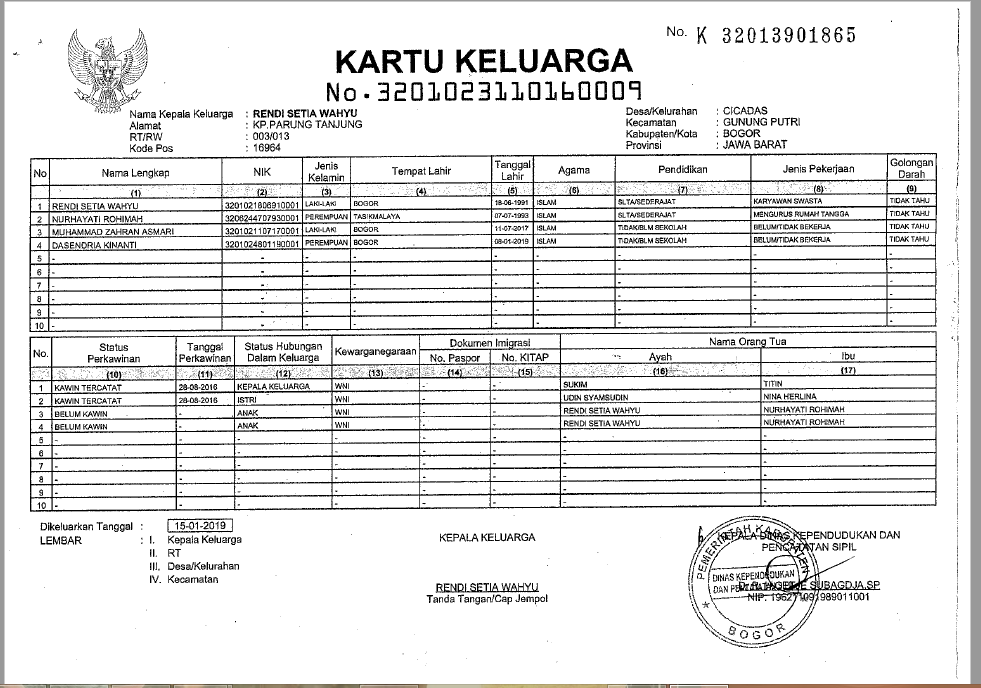 No. K 32013901865
KARTU KELUARGA
No. 3201023110160009
Nama Kepala Keluarga : RENDI SETIA WAHYU
Alamat : KP.PARUNG TANJUNG
RT/RW : 003/013
Kode Pos : 16964
Desa/Kelurahan : CICADAS
Kecamatan : GUNUNG PUTRI
Kabupaten/Kota : BOGOR
Provinsi : JAWA BARAT
No Nama Lengkap NIK Jenis Kelamin Tempat Lahir Tanggal Lahir Agama Pendidikan Jenis Pekerjaan Golongan Darah
(1) (2) (3) (4) (5) (6) (7) (8) (9)
1 RENDI SETIA WAHYU 3201021806910001 LAKI-LAKI BOGOR 18-06-1991 ISLAM SLTA/SEDERAJAT KARYAWAN SWASTA TIDAK TAHU
2 NURHAYATI ROHIMAH 3206244707930001 PEREMPUAN TASIKMALAYA 07-07-1993 ISLAM SLTA/SEDERAJAT MENGURUS RUMAH TANGGA TIDAK TAHU
3 MUHAMMAD ZAHRAN ASMARI 3201021107170001 LAKI-LAKI BOGOR 11-07-2017 ISLAM TIDAK/BLM SEKOLAH BELUM/TIDAK BEKERJA TIDAK TAHU
4 DASENDRIA KINANTI 3201024801190001 PEREMPUAN BOGOR 08-01-2019 ISLAM TIDAK/BLM SEKOLAH BELUM/TIDAK BEKERJA TIDAK TAHU
5 - - - - - - - - -
6 - - - - - - - - -
7 - - - - - - - - -
8 - - - - - - - - -
9 - - - - - - - - -
10 - - - - - - - - -
No. Status Perkawinan Tanggal Perkawinan Status Hubungan Dalam Keluarga Kewarganegaraan Dokumen Imigrasi Nama Orang Tua
No. Paspor No. KITAP Ayah Ibu
(10) (11) (12) (13) (14) (15) (16) (17)
1 KAWIN TERCATAT 28-08-2016 KEPALA KELUARGA WNI - - SUKIM TITIN
2 KAWIN TERCATAT 28-08-2016 ISTRI WNI - - UDIN SYAMSUDIN NINA HERLINA
3 BELUM KAWIN - ANAK WNI - - RENDI SETIA WAHYU NURHAYATI ROHIMAH
4 BELUM KAWIN - ANAK WNI - - RENDI SETIA WAHYU NURHAYATI ROHIMAH
5 - - - - - - - -
6 - - - - - - - -
7 - - - - - - - -
8 - - - - - - - -
9 - - - - - - - -
10 - - - - - - - -
Dikeluarkan Tanggal : 15-01-2019
LEMBAR : I. Kepala Keluarga
II. RT
III. Desa/Kelurahan
IV. Kecamatan
KEPALA KELUARGA
RENDI SETIA WAHYU
Tanda Tangan/Cap Jempol
KEPALA DINAS KEPENDUDUKAN DAN
PENCATATAN SIPIL
SUBAGDJA,SP
NIP.
PEMERINTAH KABUPATEN
DINAS KEPENDUDUKAN
BOGOR